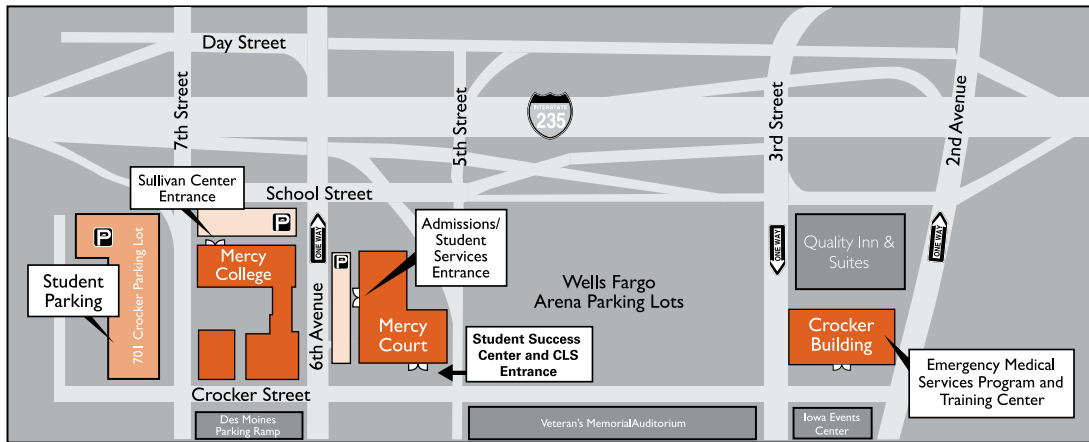 Day Street
7th Street
5th Street
INTERSTATE
235
3rd Street
2nd Avenue
Sullivan Center
Entrance
School Street
P
P
ONE WAY
Admissions/
Student
Services
Entrance
ONE WAY
Quality Inn &
Suites
ONE WAY
Student
Parking
701 Crocker Parking Lot
Mercy
College
P
6th Avenue
Mercy
Court
Wells Fargo
Arena Parking Lots
Student Success
Center and CLS
Entrance
Crocker
Building
Emergency Medical
Services Program and
Training Center
Crocker Street
Des Moines
Parking Ramp
Veteran's MemorialAuditorium
Iowa Events
Center